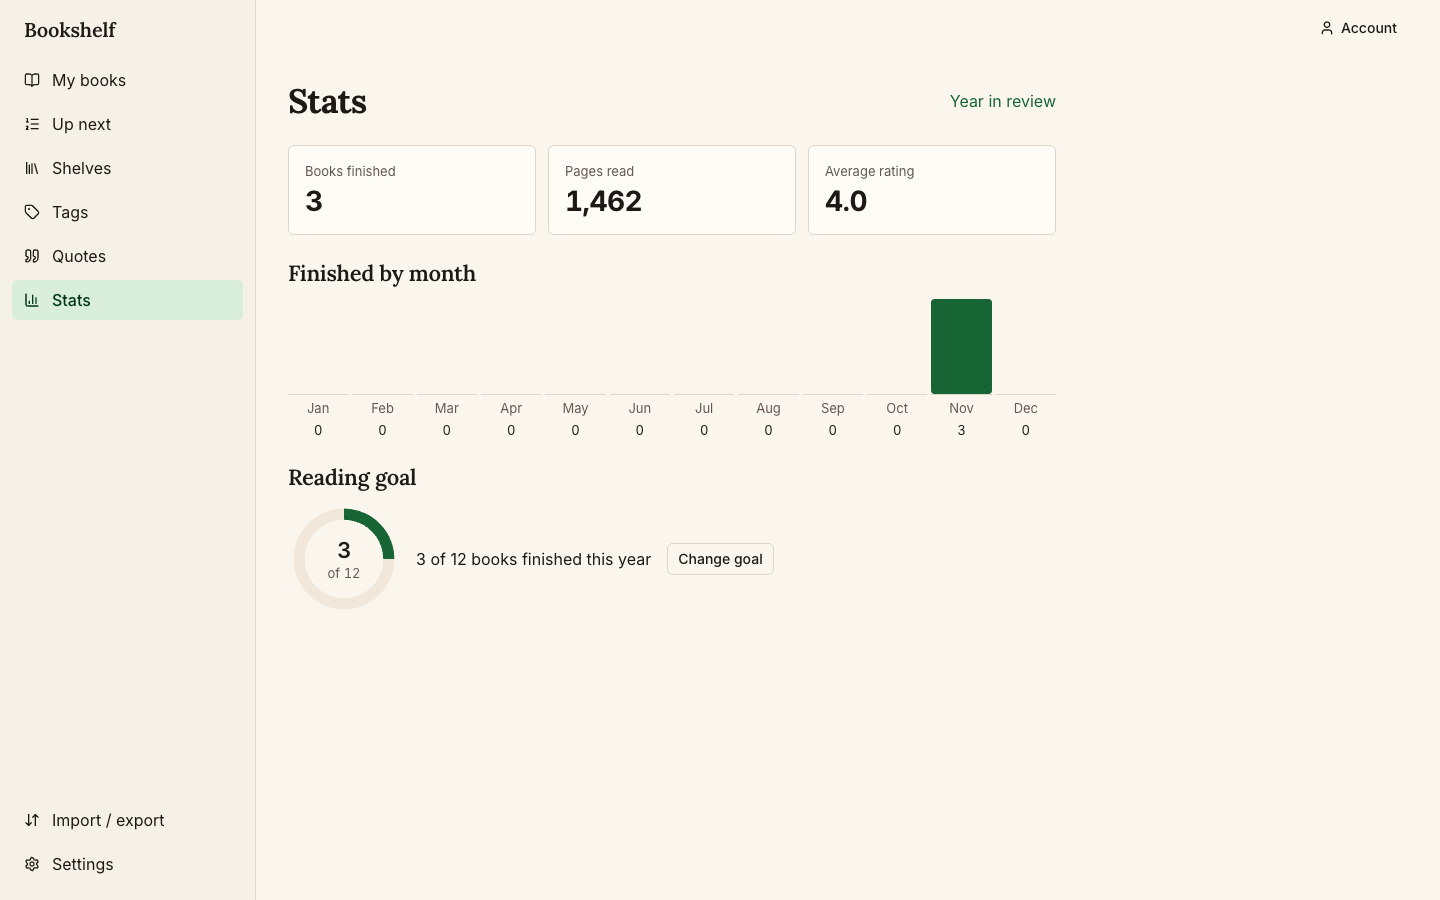 Bookshelf
My books
Up next
Shelves
Tags
Quotes
Stats
Import / export
Settings
Account
Stats
Year in review
Books finished
3
Pages read
1,462
Average rating
4.0
Finished by month
Jan Feb Mar Apr May Jun Jul Aug Sep Oct Nov Dec
0 0 0 0 0 0 0 0 0 0 3 0
Reading goal
3
of 12
3 of 12 books finished this year
Change goal